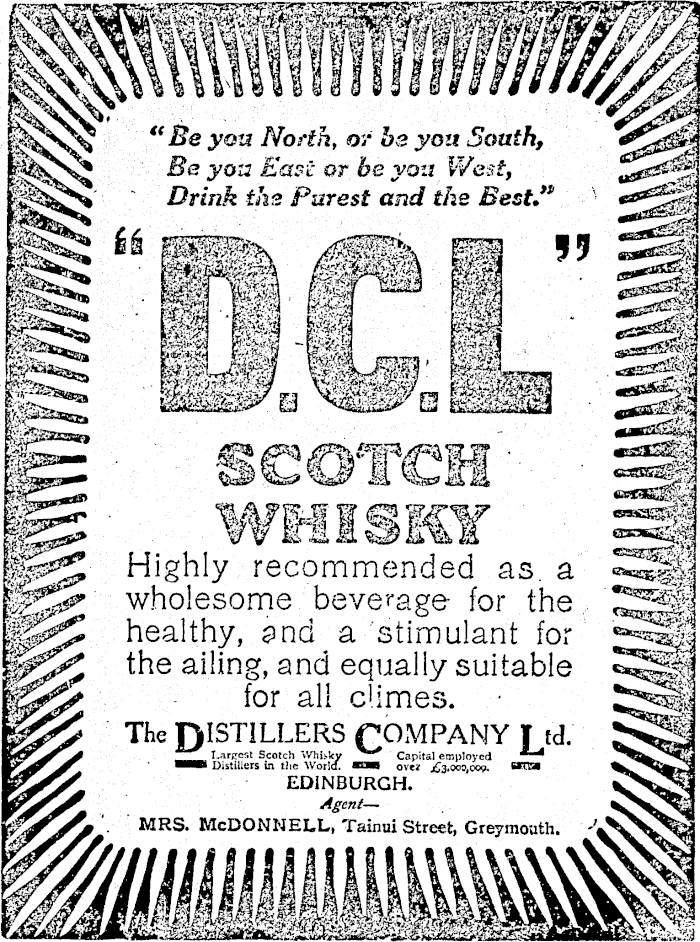 “Be you North, or be you South,
Be you East or be you West,
Drink the Purest and the Best.”
“D.C.L”
SCOTCH
WHISKY
Highly recommended as a
wholesome beverage for the
healthy, and a stimulant for
the ailing, and equally suitable
for all climes.
The DISTILLERS COMPANY Ltd.
Largest Scotch Whisky
Distillers in the World.
Capital employed
over £3,000,000.
EDINBURGH.
Agent—
MRS. McDONNELL, Tainui Street, Greymouth.